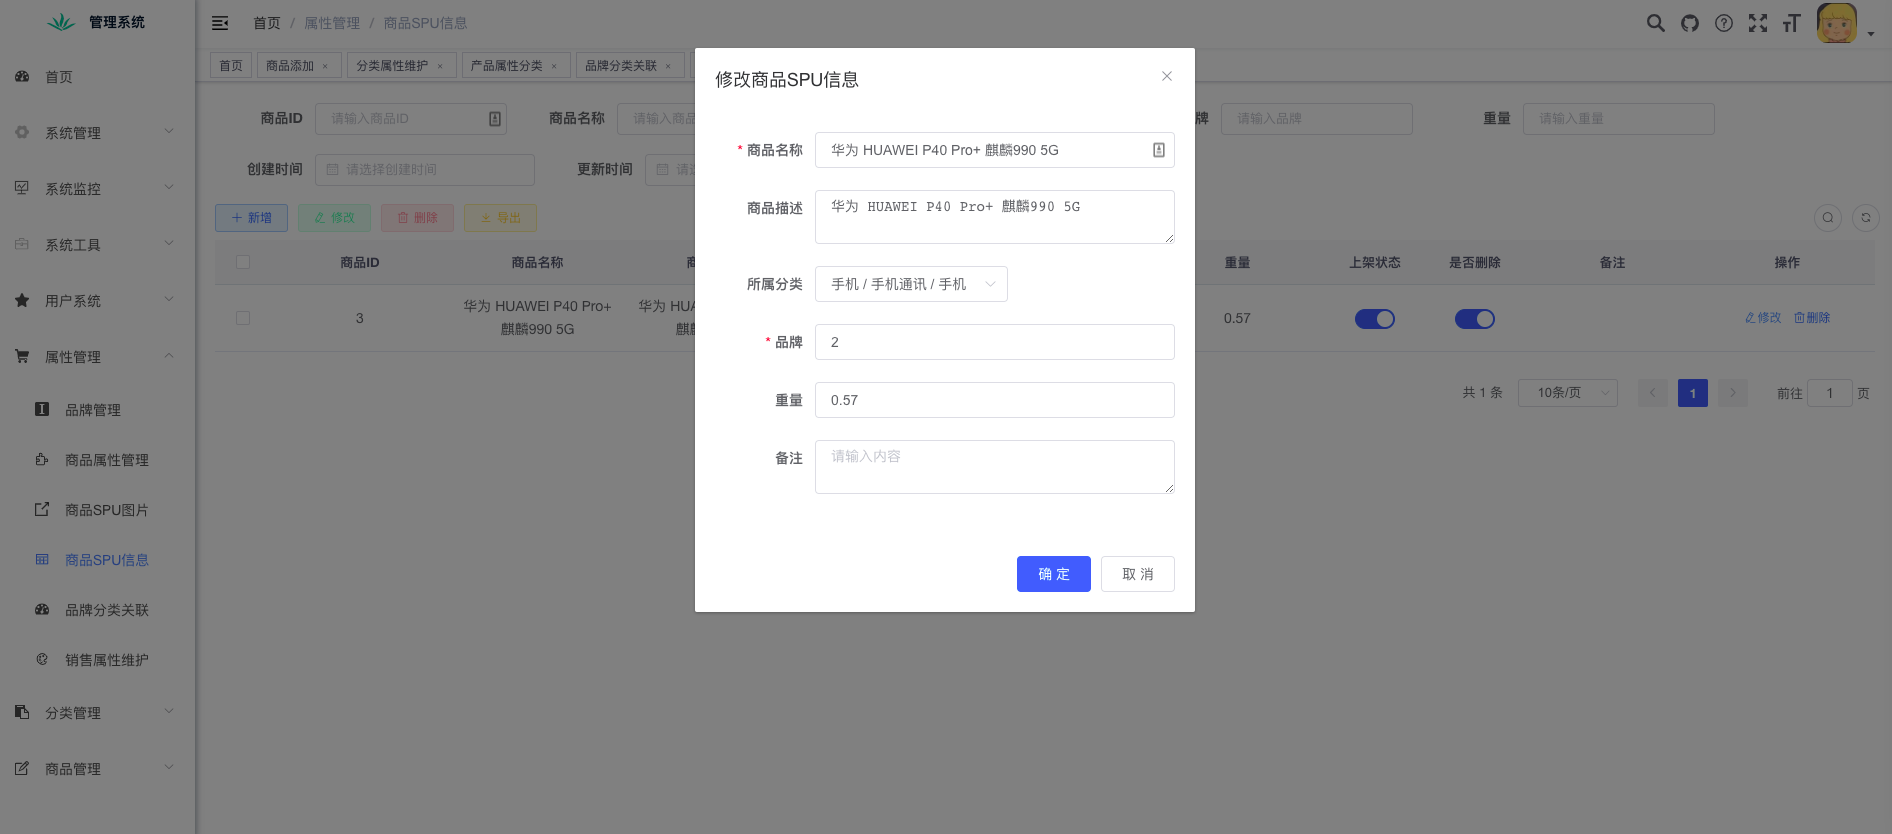 管理系统
首页 / 属性管理 / 商品SPU信息
首页
商品添加 ×
分类属性维护 ×
产品属性分类 ×
品牌分类关联 ×
首页
系统管理
系统监控
系统工具
用户系统
属性管理
品牌管理
商品属性管理
商品SPU图片
商品SPU信息
品牌分类关联
销售属性维护
分类管理
商品管理
商品ID 请输入商品ID
商品名称 请输入商品
牌 请输入品牌
重量 请输入重量
创建时间 请选择创建时间
更新时间 请
新增
修改
删除
导出
商品ID 商品名称 重量 上架状态 是否删除 备注 操作
3
华为 HUAWEI P40 Pro+
麒麟990 5G
华为 HUA
0.57
修改 删除
共 1 条
10条/页
1
前往 1 页
修改商品SPU信息
* 商品名称 华为 HUAWEI P40 Pro+ 麒麟990 5G
商品描述 华为 HUAWEI P40 Pro+ 麒麟990 5G
所属分类 手机 / 手机通讯 / 手机
* 品牌 2
重量 0.57
备注 请输入内容
确 定
取 消